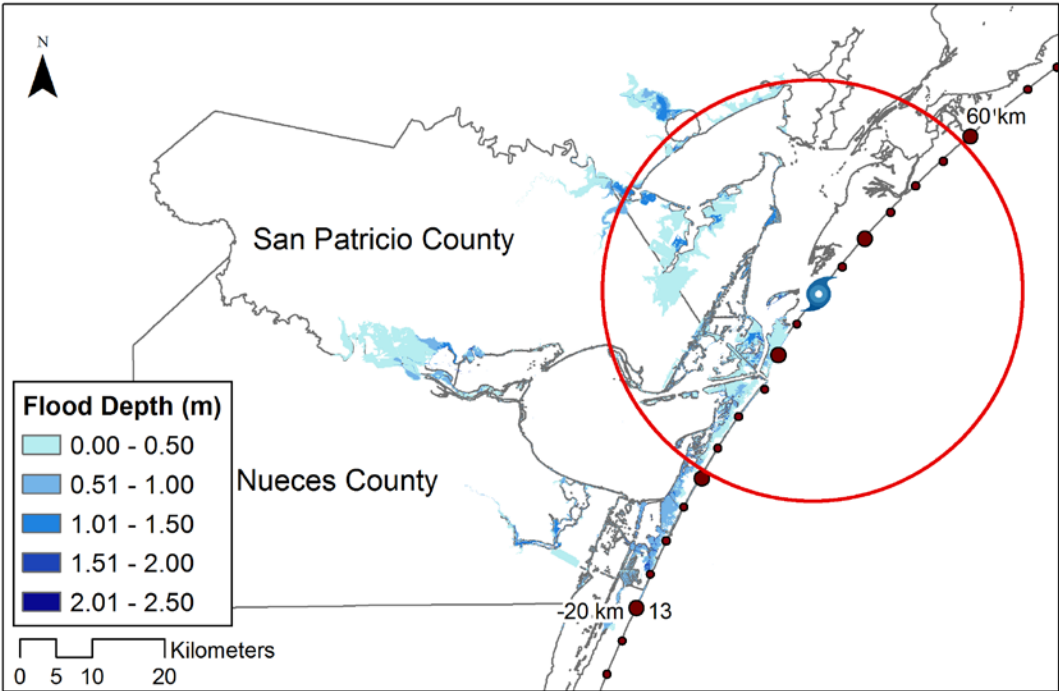 N
60'km
San Patricio County
Flood Depth (m)
0.00 - 0.50
0.51 - 1.00
1.01 - 1.50
1.51 - 2.00
2.01 - 2.50
Nueces County
-20 km 13
Kilometers
0 5 10 20